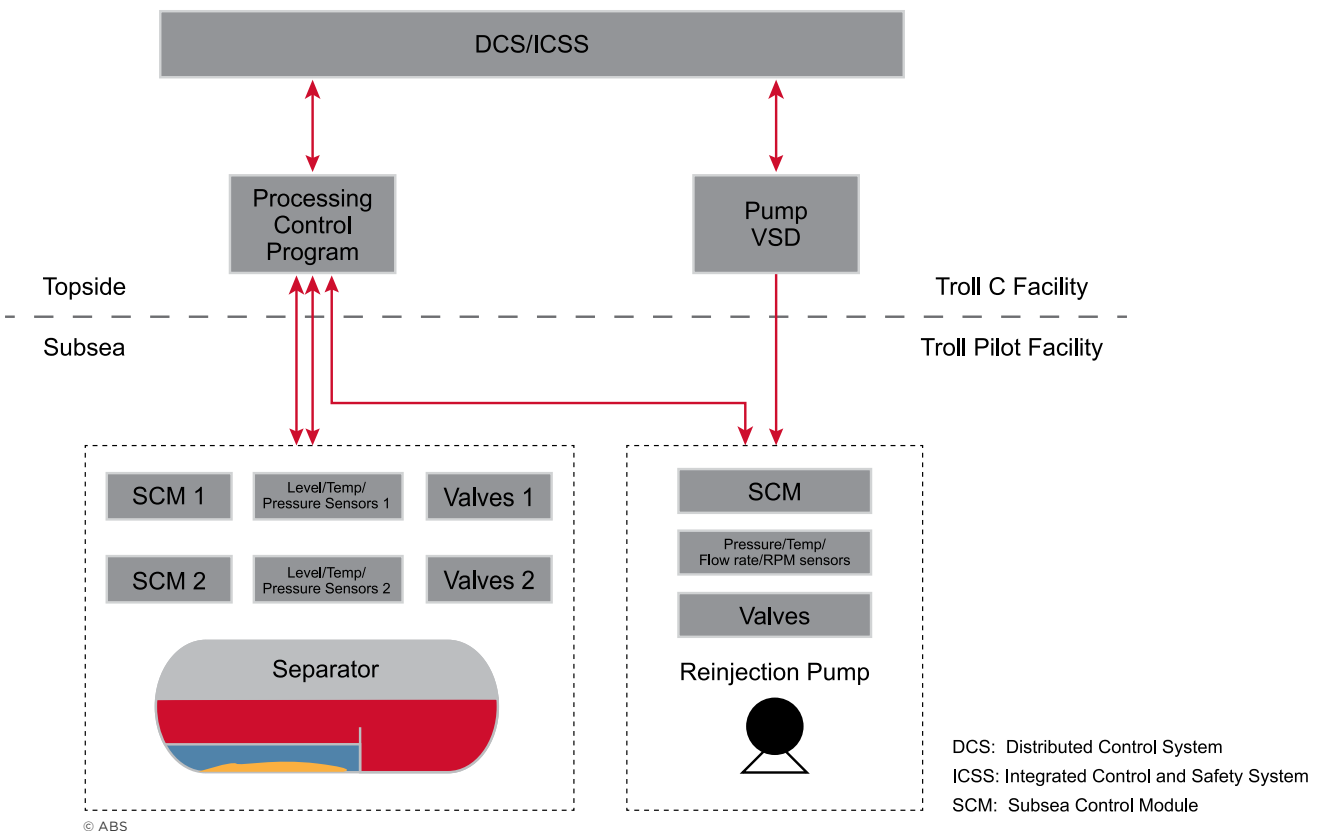 DCS/ICSS
Processing
Control
Program
Pump
VSD
Topside
Troll C Facility
Subsea
Troll Pilot Facility
SCM 1
Level/Temp/
Pressure Sensors 1
Valves 1
SCM 2
Level/Temp/
Pressure Sensors 2
Valves 2
Separator
SCM
Pressure/Temp/
Flow rate/RPM sensors
Valves
Reinjection Pump
DCS: Distributed Control System
ICSS: Integrated Control and Safety System
SCM: Subsea Control Module
© ABS